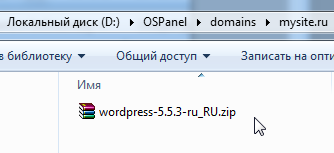 Локальный диск (D:) ▸ OSPanel ▸ domains ▸ mysite.ru
в библиотеку ▾ Общий доступ ▾ Записать на опти
Имя
wordpress-5.5.3-ru_RU.zip